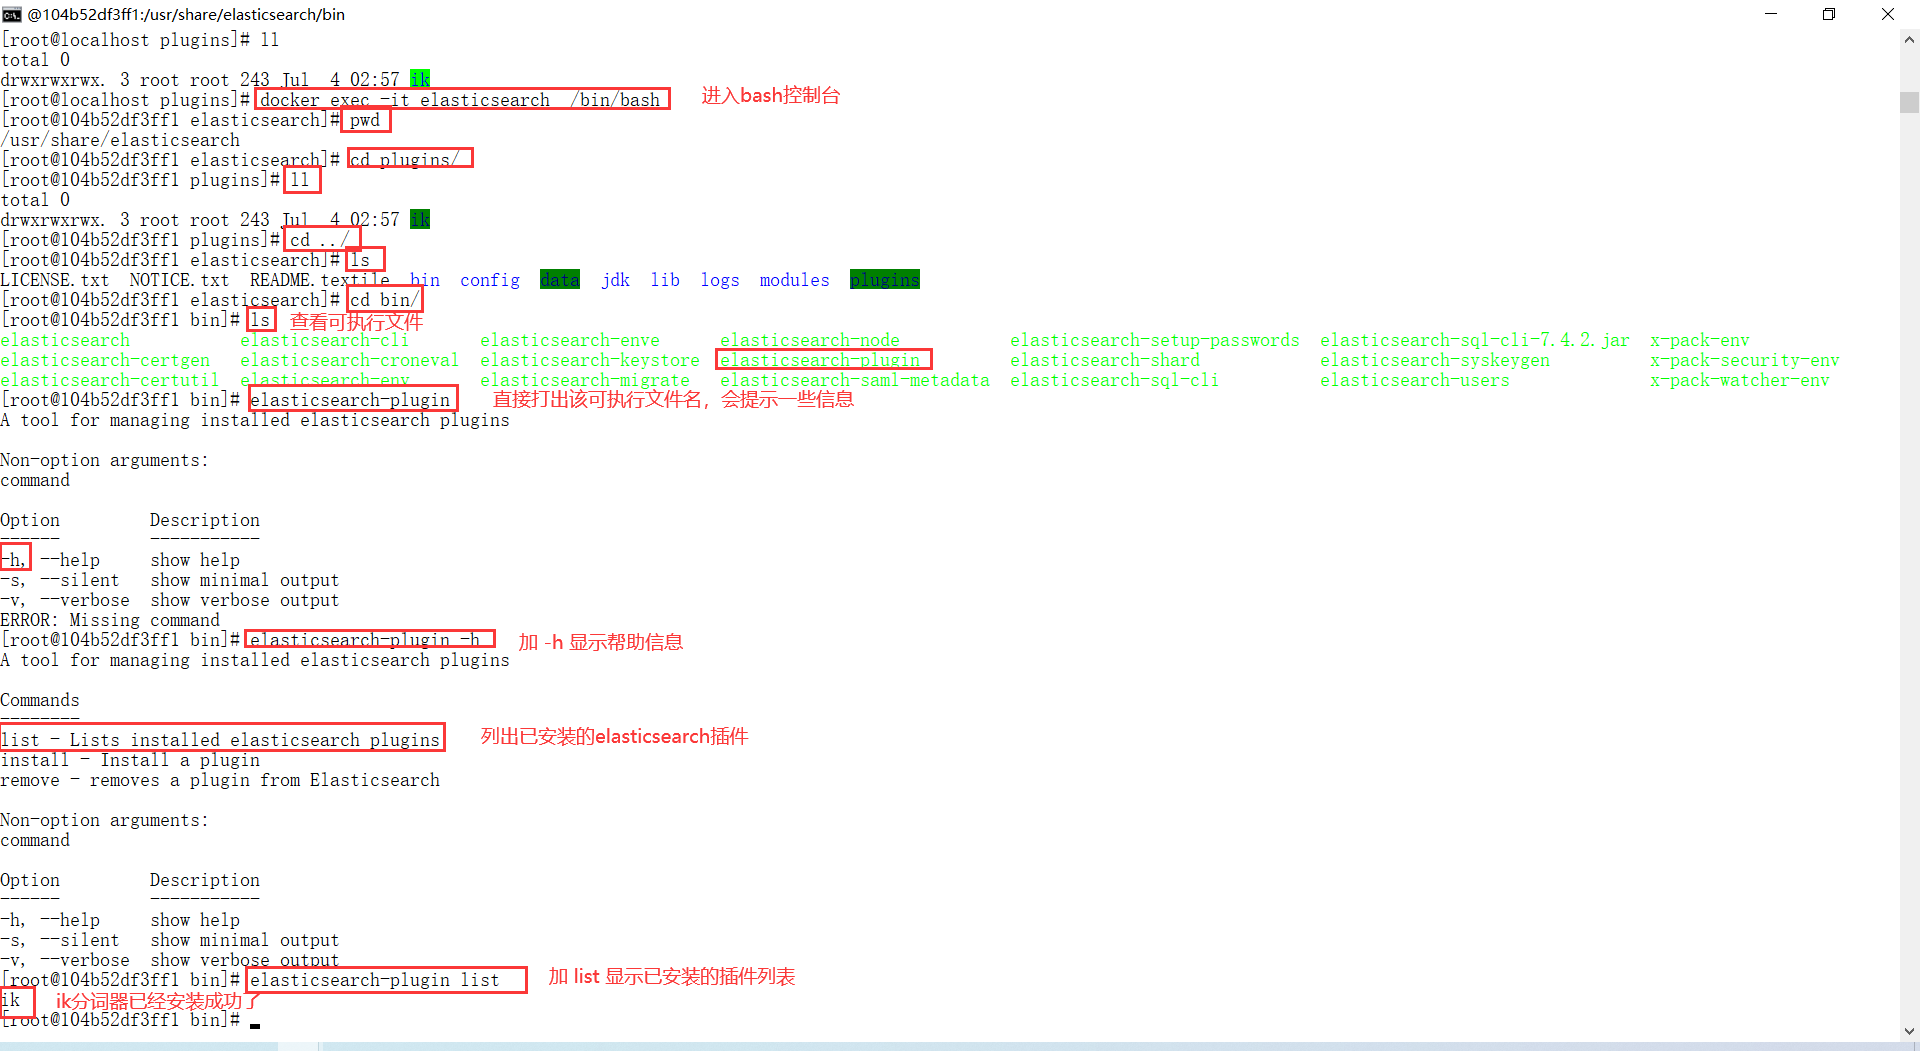 @104b52df3ff1:/usr/share/elasticsearch/bin
[root@localhost plugins]# ll
total 0
drwxrwxrwx. 3 root root 243 Jul  4 02:57 ik
[root@localhost plugins]# docker exec -it elasticsearch  /bin/bash 进入bash控制台
[root@104b52df3ff1 elasticsearch]# pwd
/usr/share/elasticsearch
[root@104b52df3ff1 elasticsearch]# cd plugins/
[root@104b52df3ff1 plugins]# ll
total 0
drwxrwxrwx. 3 root root 243 Jul  4 02:57 ik
[root@104b52df3ff1 plugins]# cd ../
[root@104b52df3ff1 elasticsearch]# ls
LICENSE.txt  NOTICE.txt  README.textile  bin  config  data  jdk  lib  logs  modules  plugins
[root@104b52df3ff1 elasticsearch]# cd bin/
[root@104b52df3ff1 bin]# ls 查看可执行文件
elasticsearch  elasticsearch-cli  elasticsearch-enve  elasticsearch-node  elasticsearch-setup-passwords  elasticsearch-sql-cli-7.4.2.jar  x-pack-env
elasticsearch-certgen  elasticsearch-croneval  elasticsearch-keystore  elasticsearch-plugin  elasticsearch-shard  elasticsearch-syskeygen  x-pack-security-env
elasticsearch-certutil  elasticsearch-env  elasticsearch-migrate  elasticsearch-saml-metadata  elasticsearch-sql-cli  elasticsearch-users  x-pack-watcher-env
[root@104b52df3ff1 bin]# elasticsearch-plugin 直接打出该可执行文件名，会提示一些信息
A tool for managing installed elasticsearch plugins
Non-option arguments:
command
Option         Description
------         -----------
-h, --help     show help
-s, --silent   show minimal output
-v, --verbose  show verbose output
ERROR: Missing command
[root@104b52df3ff1 bin]# elasticsearch-plugin -h 加 -h 显示帮助信息
A tool for managing installed elasticsearch plugins
Commands
--------
list - Lists installed elasticsearch plugins 列出已安装的elasticsearch插件
install - Install a plugin
remove - removes a plugin from Elasticsearch
Non-option arguments:
command
Option         Description
------         -----------
-h, --help     show help
-s, --silent   show minimal output
-v, --verbose  show verbose output
[root@104b52df3ff1 bin]# elasticsearch-plugin list 加 list 显示已安装的插件列表
ik ik分词器已经安装成功了
[root@104b52df3ff1 bin]#